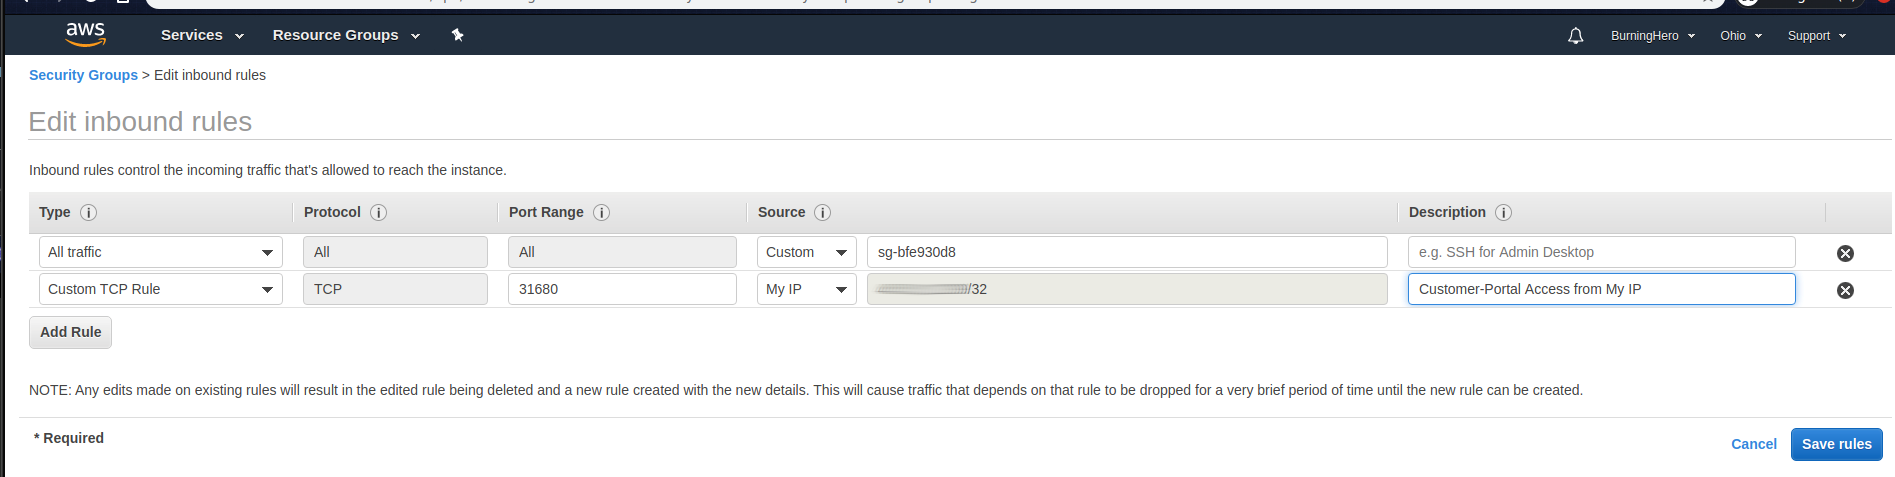 aws Services Resource Groups BurningHero Ohio Support
Security Groups > Edit inbound rules
Edit inbound rules
Inbound rules control the incoming traffic that's allowed to reach the instance.
Type i Protocol i Port Range i Source i Description i
All traffic All All Custom sg-bfe930d8 e.g. SSH for Admin Desktop
Custom TCP Rule TCP 31680 My IP /32 Customer-Portal Access from My IP
Add Rule
NOTE: Any edits made on existing rules will result in the edited rule being deleted and a new rule created with the new details. This will cause traffic that depends on that rule to be dropped for a very brief period of time until the new rule can be created.
* Required
Cancel Save rules